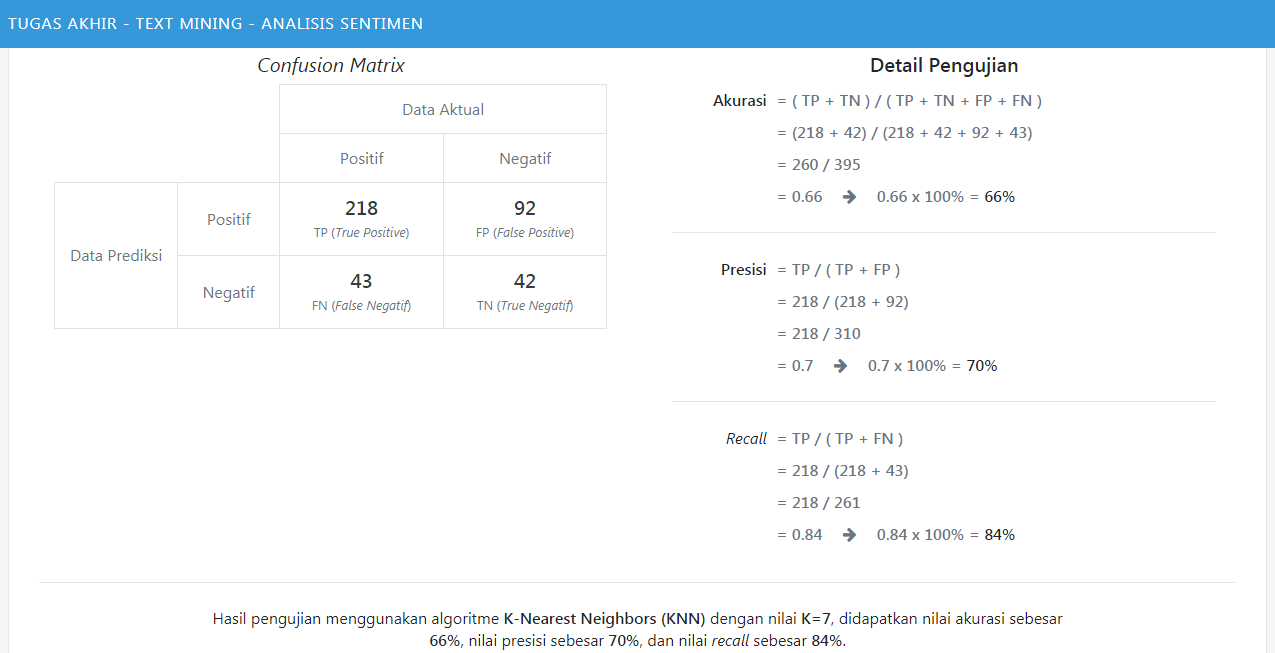 TUGAS AKHIR - TEXT MINING - ANALISIS SENTIMEN
Confusion Matrix
Data Aktual
Positif Negatif
Data Prediksi
Positif
218
TP (True Positive)
92
FP (False Positive)
Negatif
43
FN (False Negatif)
42
TN (True Negatif)
Detail Pengujian
Akurasi = ( TP + TN ) / ( TP + TN + FP + FN )
= (218 + 42) / (218 + 42 + 92 + 43)
= 260 / 395
= 0.66 ➔ 0.66 x 100% = 66%
Presisi = TP / ( TP + FP )
= 218 / (218 + 92)
= 218 / 310
= 0.7 ➔ 0.7 x 100% = 70%
Recall = TP / ( TP + FN )
= 218 / (218 + 43)
= 218 / 261
= 0.84 ➔ 0.84 x 100% = 84%
Hasil pengujian menggunakan algoritme K-Nearest Neighbors (KNN) dengan nilai K=7, didapatkan nilai akurasi sebesar
66%, nilai presisi sebesar 70%, dan nilai recall sebesar 84%.